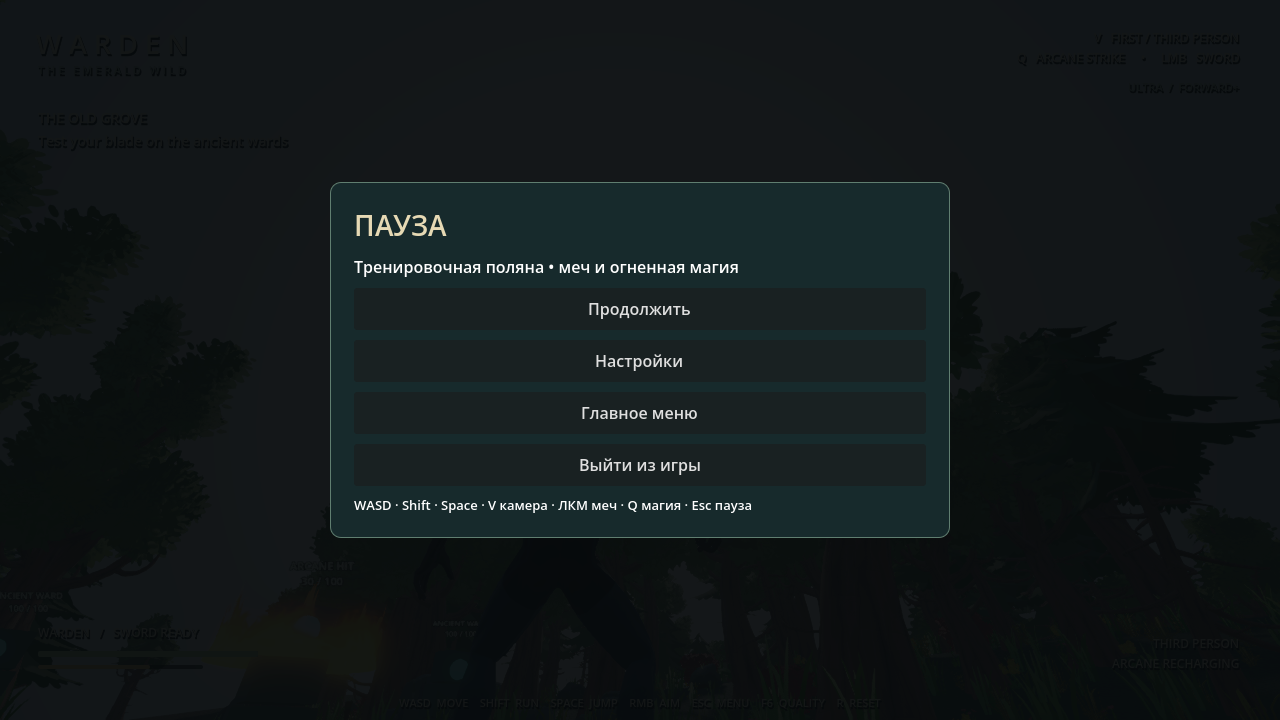 WARDEN
THE EMERALD WILD
V FIRST / THIRD PERSON
Q ARCANE STRIKE • LMB SWORD
ULTRA / FORWARD+
THE OLD GROVE
Test your blade on the ancient wards
ПАУЗА
Тренировочная поляна • меч и огненная магия
Продолжить
Настройки
Главное меню
Выйти из игры
WASD · Shift · Space · V камера · ЛКМ меч · Q магия · Esc пауза
WARDEN / SWORD READY
THIRD PERSON
ARCANE RECHARGING
WASD MOVE SHIFT RUN SPACE JUMP RMB AIM ESC MENU F5 QUALITY R RESET